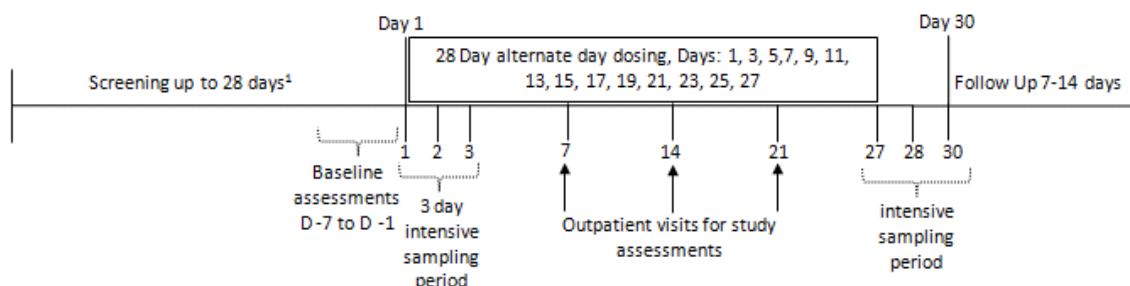 Day 1
Day 30
28 Day alternate day dosing, Days: 1, 3, 5,7, 9, 11,
13, 15, 17, 19, 21, 23, 25, 27
Screening up to 28 days¹
Follow Up 7-14 days
1 2 3 7 14 21 27 28 30
Baseline
assessments
D-7 to D -1
3 day
intensive
sampling
period
Outpatient visits for study
assessments
intensive
sampling
period